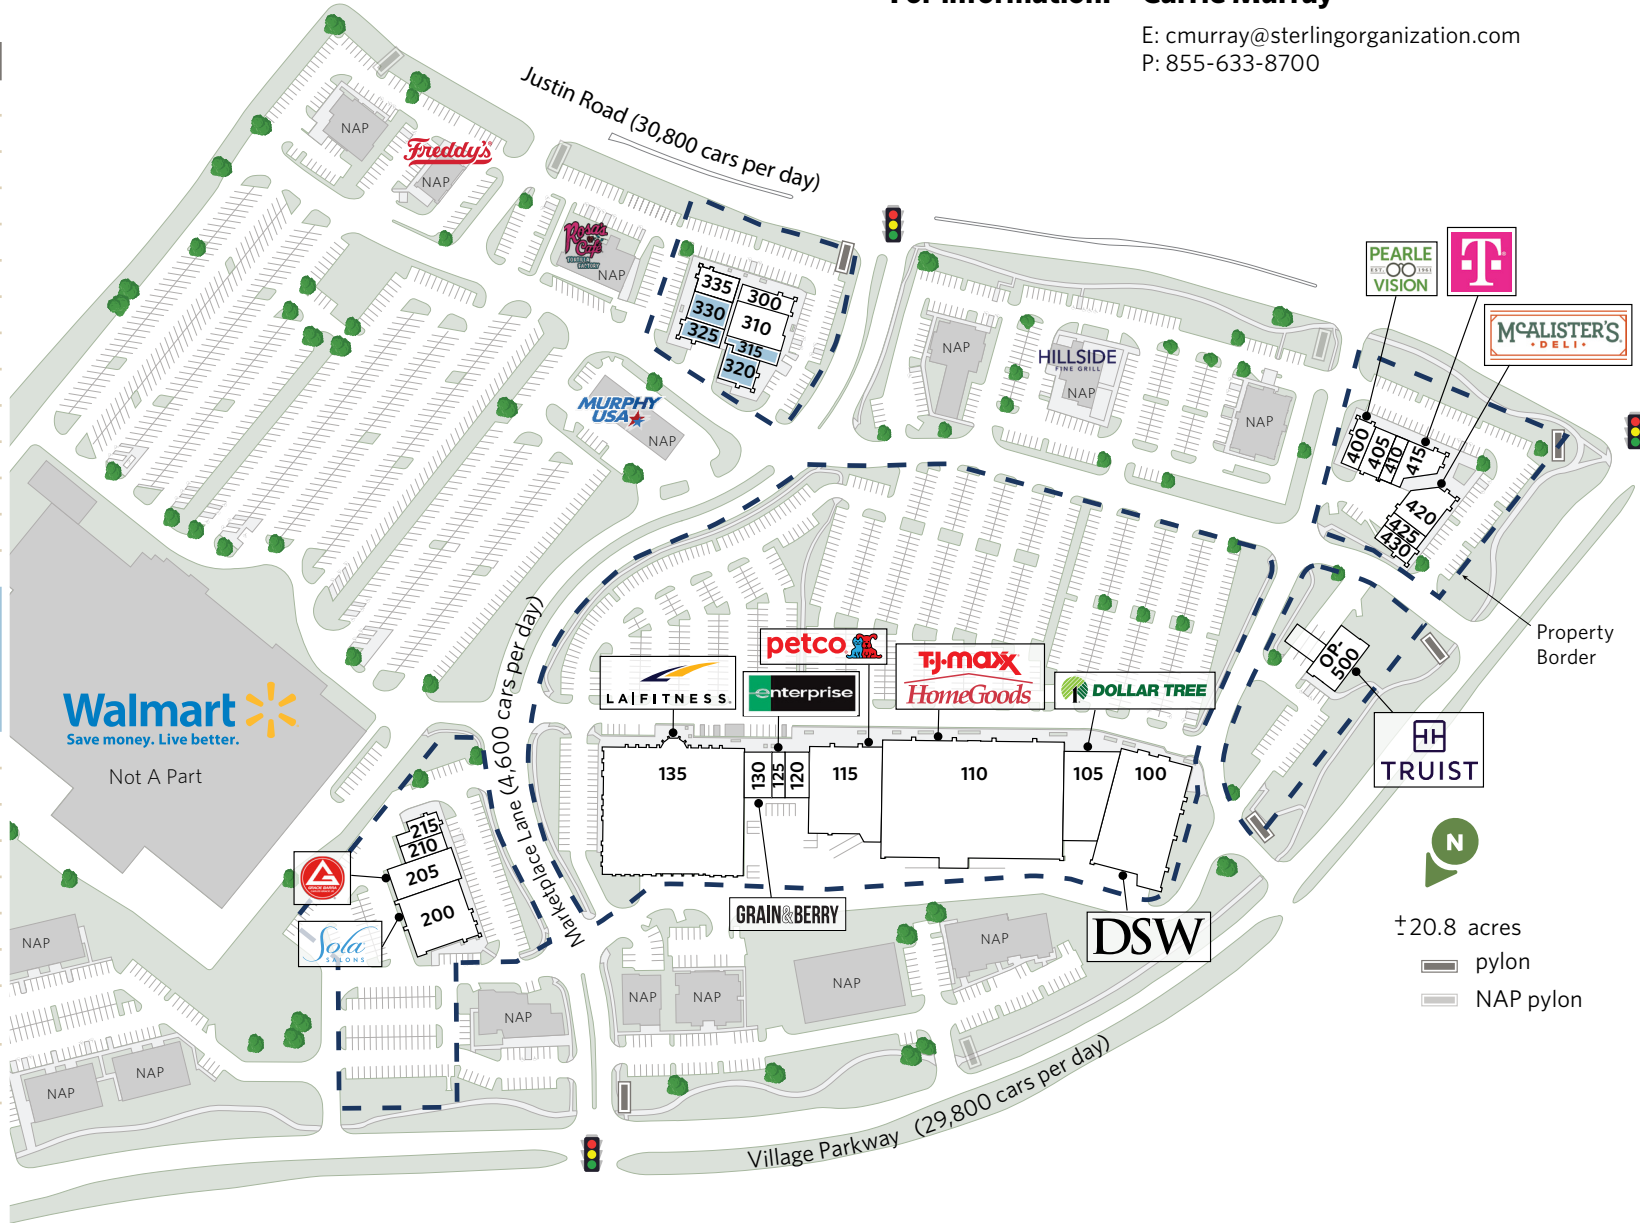 E: cmurray@sterlingorganization.com
P: 855-633-8700
Justin Road (30,800 cars per day)
NAP
Freddy's
NAP
Rosa's
Café
TORTILLA
FACTORY
NAP
335
300
330
310
325
315
320
MURPHY
USA
NAP
NAP
HILLSIDE
FINE GRILL
NAP
NAP
PEARLE
EST. 1961
VISION
T
McALISTER'S
DELI
400
405
410
415
420
425
430
Property
Border
OP-
500
TRUIST
N
±20.8 acres
pylon
NAP pylon
Walmart
Save money. Live better.
Not A Part
Marketplace Lane (4,600 cars per day)
LA|FITNESS.
enterprise
petco
T·J·maxx
HomeGoods
DOLLAR TREE
135
130
125
120
115
110
105
100
GRAIN&BERRY
DSW
215
210
205
200
Sola
SALONS
NAP
NAP
NAP
NAP
NAP
NAP
NAP
NAP
Village Parkway (29,800 cars per day)